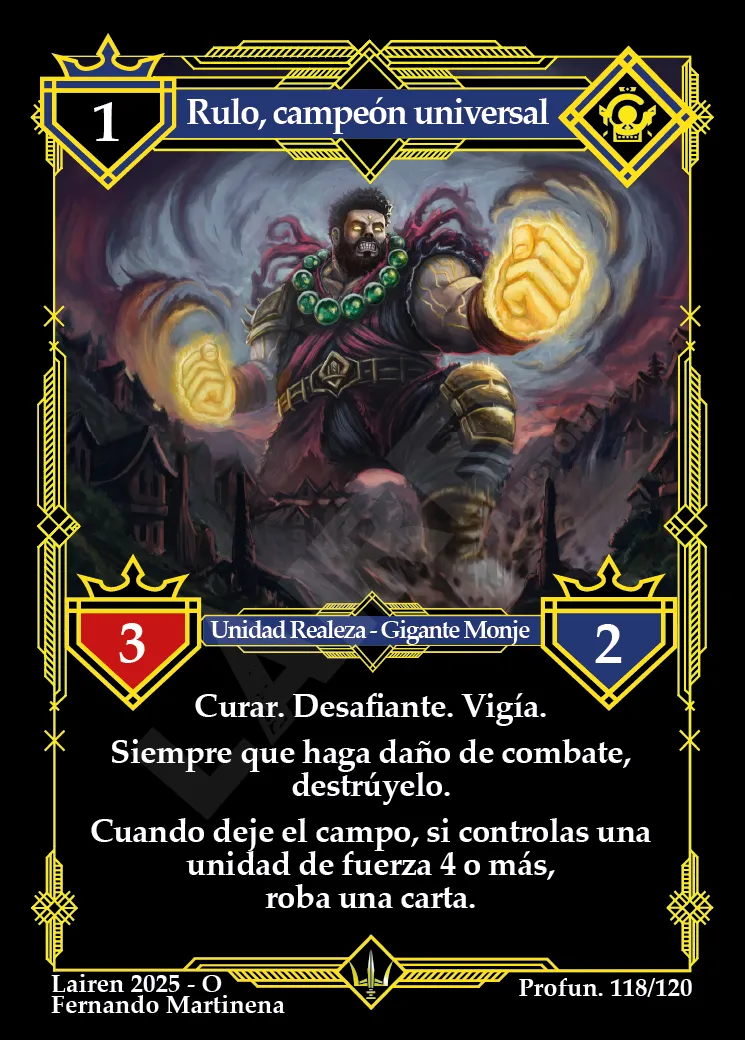 1
Rulo, campeón universal
3
Unidad Realeza - Gigante Monje
2
Curar. Desafiante. Vigía.
Siempre que haga daño de combate,
destrúyelo.
Cuando deje el campo, si controlas una
unidad de fuerza 4 o más,
roba una carta.
Lairen 2025 - O
Fernando Martinena
Profun. 118/120